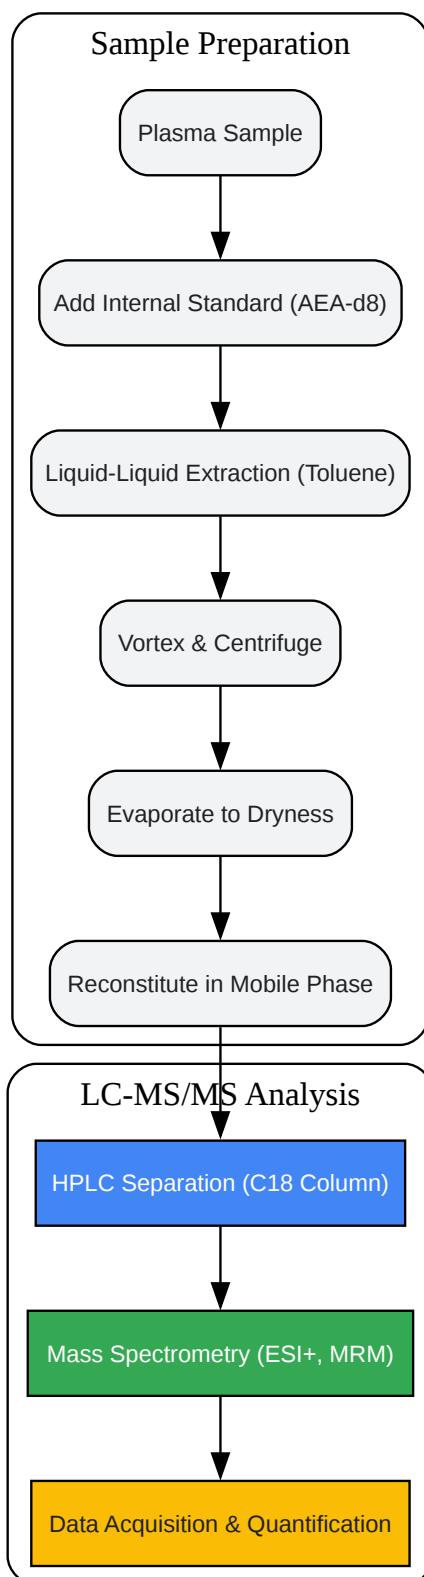 Sample Preparation
Plasma Sample
Add Internal Standard (AEA-d8)
Liquid-Liquid Extraction (Toluene)
Vortex & Centrifuge
Evaporate to Dryness
Reconstitute in Mobile Phase
LC-MS/MS Analysis
HPLC Separation (C18 Column)
Mass Spectrometry (ESI+, MRM)
Data Acquisition & Quantification